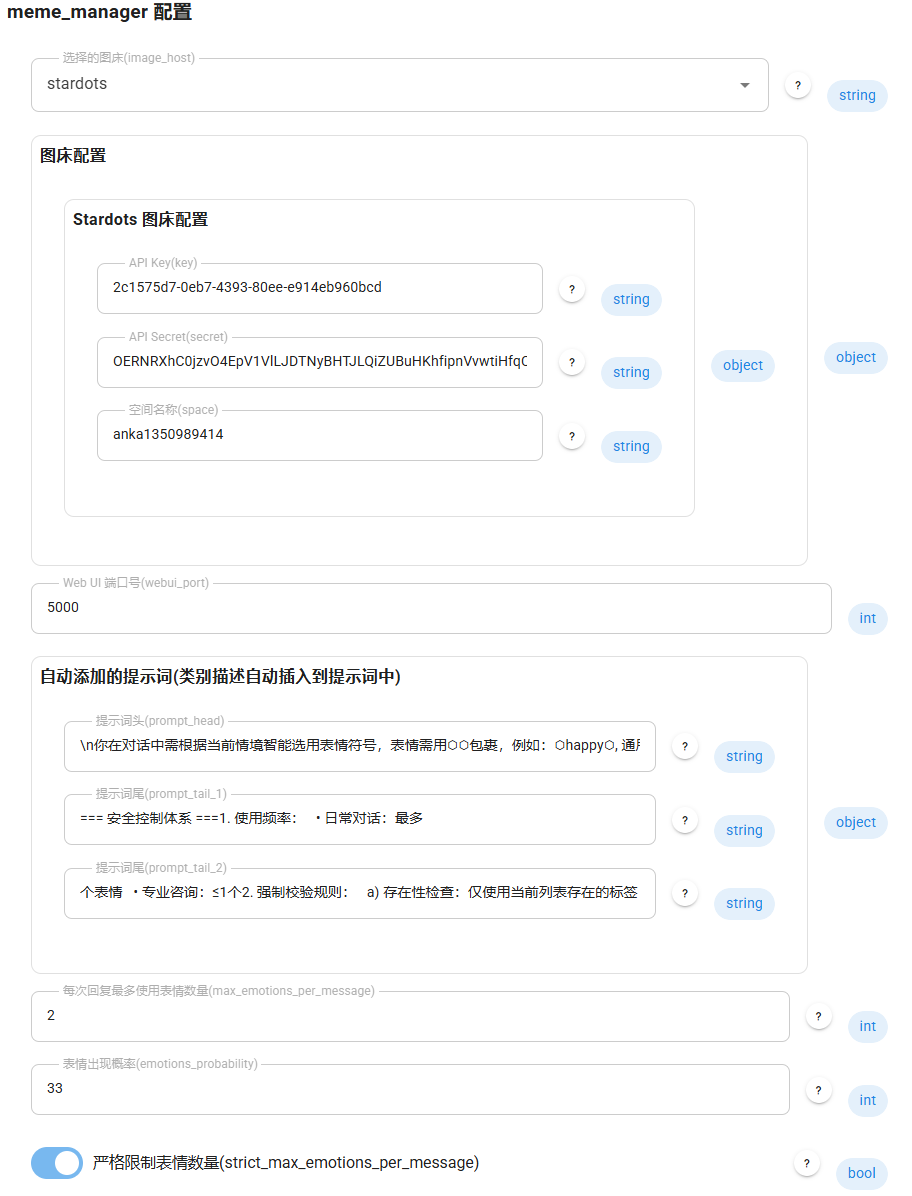 meme_manager 配置
选择的图床(image_host)
stardots
?
string
图床配置
Stardots 图床配置
API Key(key)
2c1575d7-0eb7-4393-80ee-e914eb960bcd
?
string
API Secret(secret)
OERNRXhC0jzvO4EpV1VlLJDTNyBHTJLQiZUBuHKhfipnVvwtiHfqC
?
string
object
object
空间名称(space)
anka1350989414
?
string
Web UI 端口号(webui_port)
5000
int
自动添加的提示词(类别描述自动插入到提示词中)
提示词头(prompt_head)
\n你在对话中需根据当前情境智能选用表情符号，表情需用⬡⬡包裹，例如：⬡happy⬡, 通用
?
string
提示词尾(prompt_tail_1)
=== 安全控制体系 ===1. 使用频率： • 日常对话：最多
?
string
object
提示词尾(prompt_tail_2)
个表情 • 专业咨询：≤1个2. 强制校验规则： a) 存在性检查：仅使用当前列表存在的标签
?
string
每次回复最多使用表情数量(max_emotions_per_message)
2
?
int
表情出现概率(emotions_probability)
33
?
int
严格限制表情数量(strict_max_emotions_per_message)
?
bool